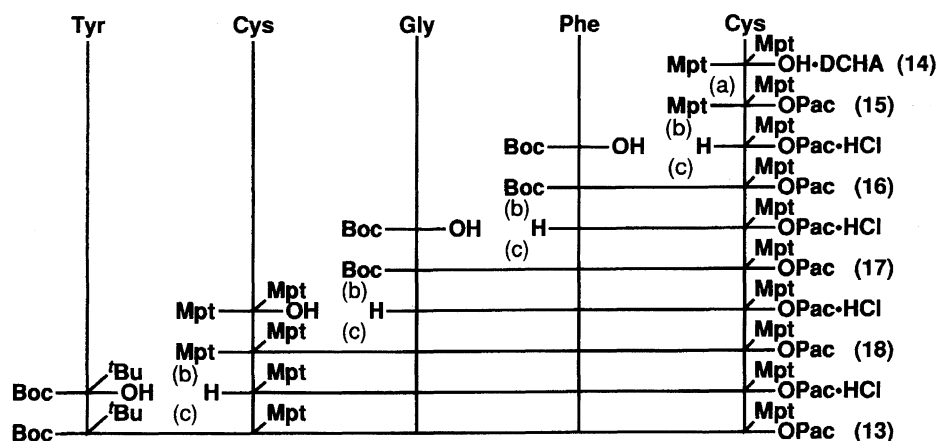 Tyr Cys Gly Phe Cys
Mpt
Mpt OH•DCHA (14)
(a) Mpt
Mpt OPac (15)
(b) Mpt
Boc OH H OPac•HCl
(c) Mpt
Boc OPac (16)
(b) Mpt
Boc OH H OPac•HCl
(c) Mpt
Boc OPac (17)
Mpt (b) Mpt
Mpt OH H OPac•HCl
Mpt (c) Mpt
Mpt OPac (18)
ᵗBu (b) Mpt Mpt
Boc OH H OPac•HCl
ᵗBu (c) Mpt Mpt
Boc OPac (13)